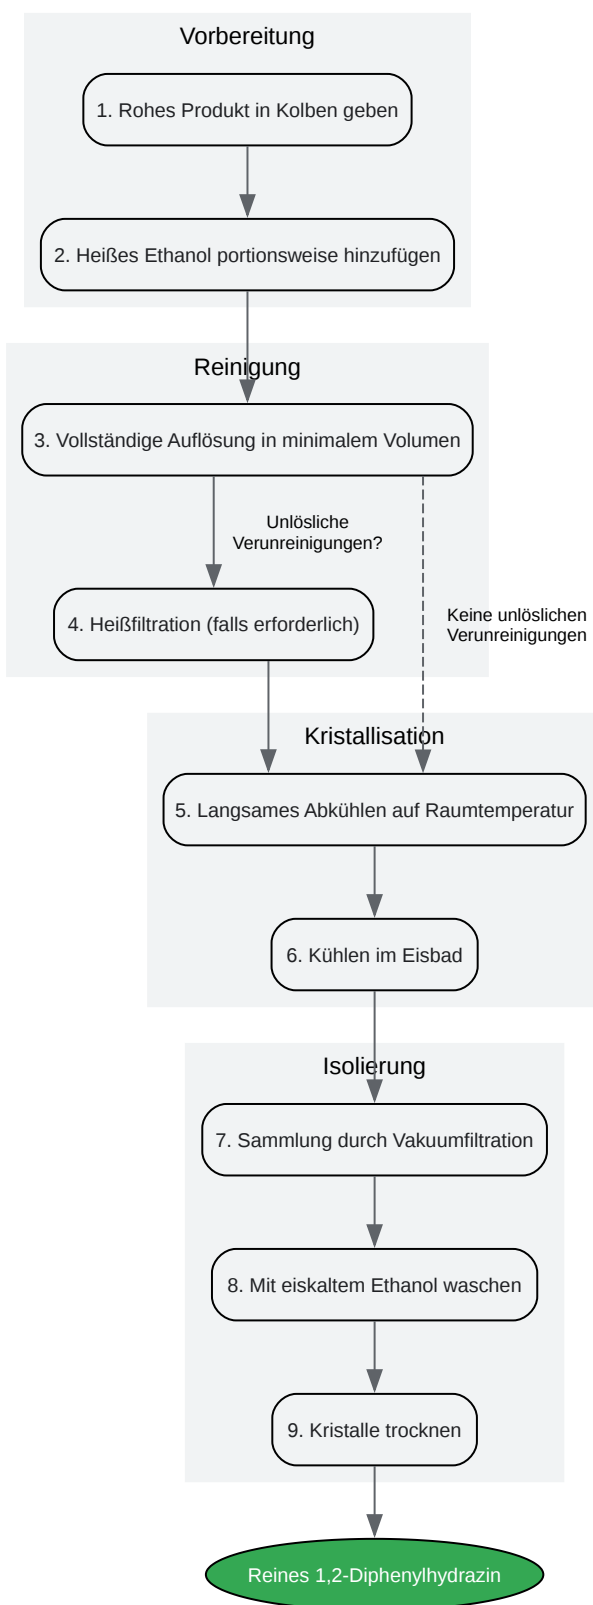 Vorbereitung
1. Rohes Produkt in Kolben geben
2. Heißes Ethanol portionsweise hinzufügen
Reinigung
3. Vollständige Auflösung in minimalem Volumen
Unlösliche
Verunreinigungen?
4. Heißfiltration (falls erforderlich)
Keine unlöslichen
Verunreinigungen
Kristallisation
5. Langsames Abkühlen auf Raumtemperatur
6. Kühlen im Eisbad
Isolierung
7. Sammlung durch Vakuumfiltration
8. Mit eiskaltem Ethanol waschen
9. Kristalle trocknen
Reines 1,2-Diphenylhydrazin